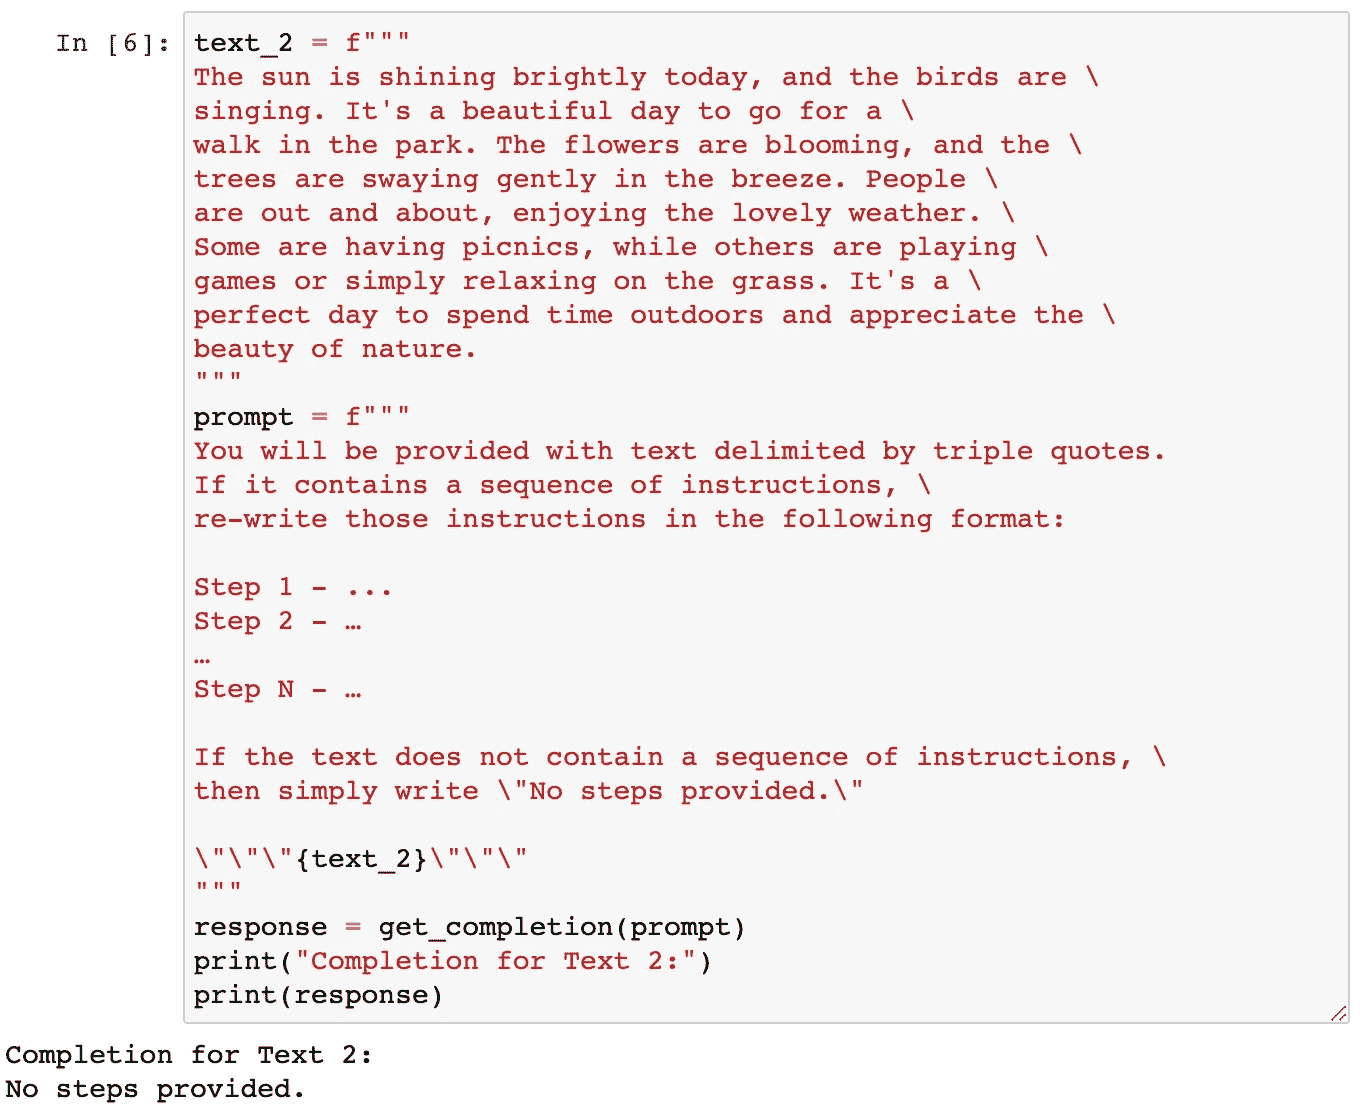 In [6]: text_2 = f"""
The sun is shining brightly today, and the birds are \
singing. It's a beautiful day to go for a \
walk in the park. The flowers are blooming, and the \
trees are swaying gently in the breeze. People \
are out and about, enjoying the lovely weather. \
Some are having picnics, while others are playing \
games or simply relaxing on the grass. It's a \
perfect day to spend time outdoors and appreciate the \
beauty of nature.
"""
prompt = f"""
You will be provided with text delimited by triple quotes.
If it contains a sequence of instructions, \
re-write those instructions in the following format:

Step 1 - ...
Step 2 - …
…
Step N - …

If the text does not contain a sequence of instructions, \
then simply write \"No steps provided.\"

\"\"\"{text_2}\"\"\"
"""
response = get_completion(prompt)
print("Completion for Text 2:")
print(response)
Completion for Text 2:
No steps provided.